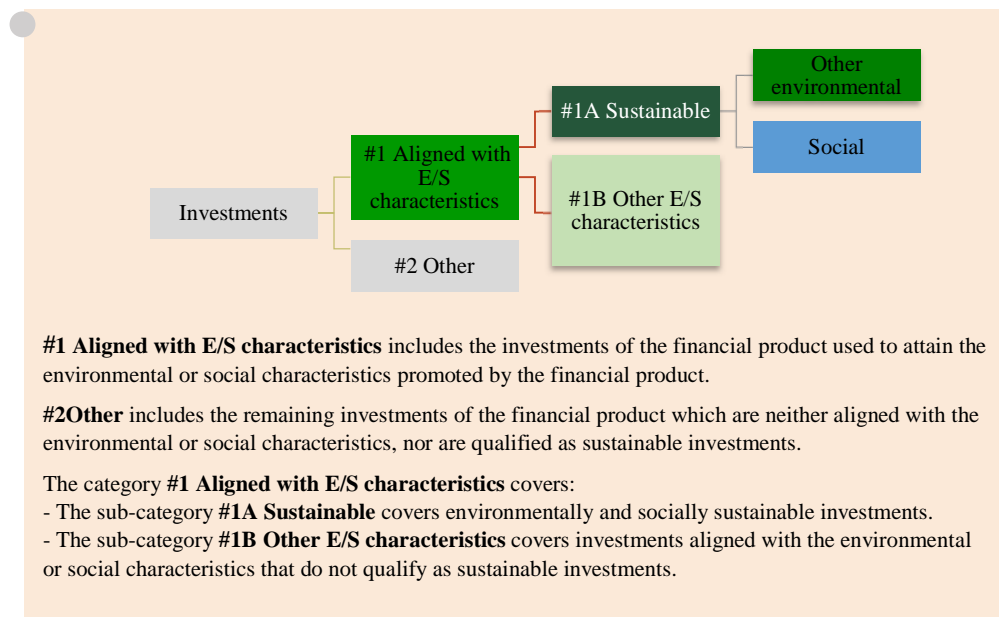 Other
environmental
#1A Sustainable
Social
#1 Aligned with
E/S
characteristics
#1B Other E/S
characteristics
Investments
#2 Other
#1 Aligned with E/S characteristics includes the investments of the financial product used to attain the
environmental or social characteristics promoted by the financial product.
#2Other includes the remaining investments of the financial product which are neither aligned with the
environmental or social characteristics, nor are qualified as sustainable investments.
The category #1 Aligned with E/S characteristics covers:
- The sub-category #1A Sustainable covers environmentally and socially sustainable investments.
- The sub-category #1B Other E/S characteristics covers investments aligned with the environmental
or social characteristics that do not qualify as sustainable investments.